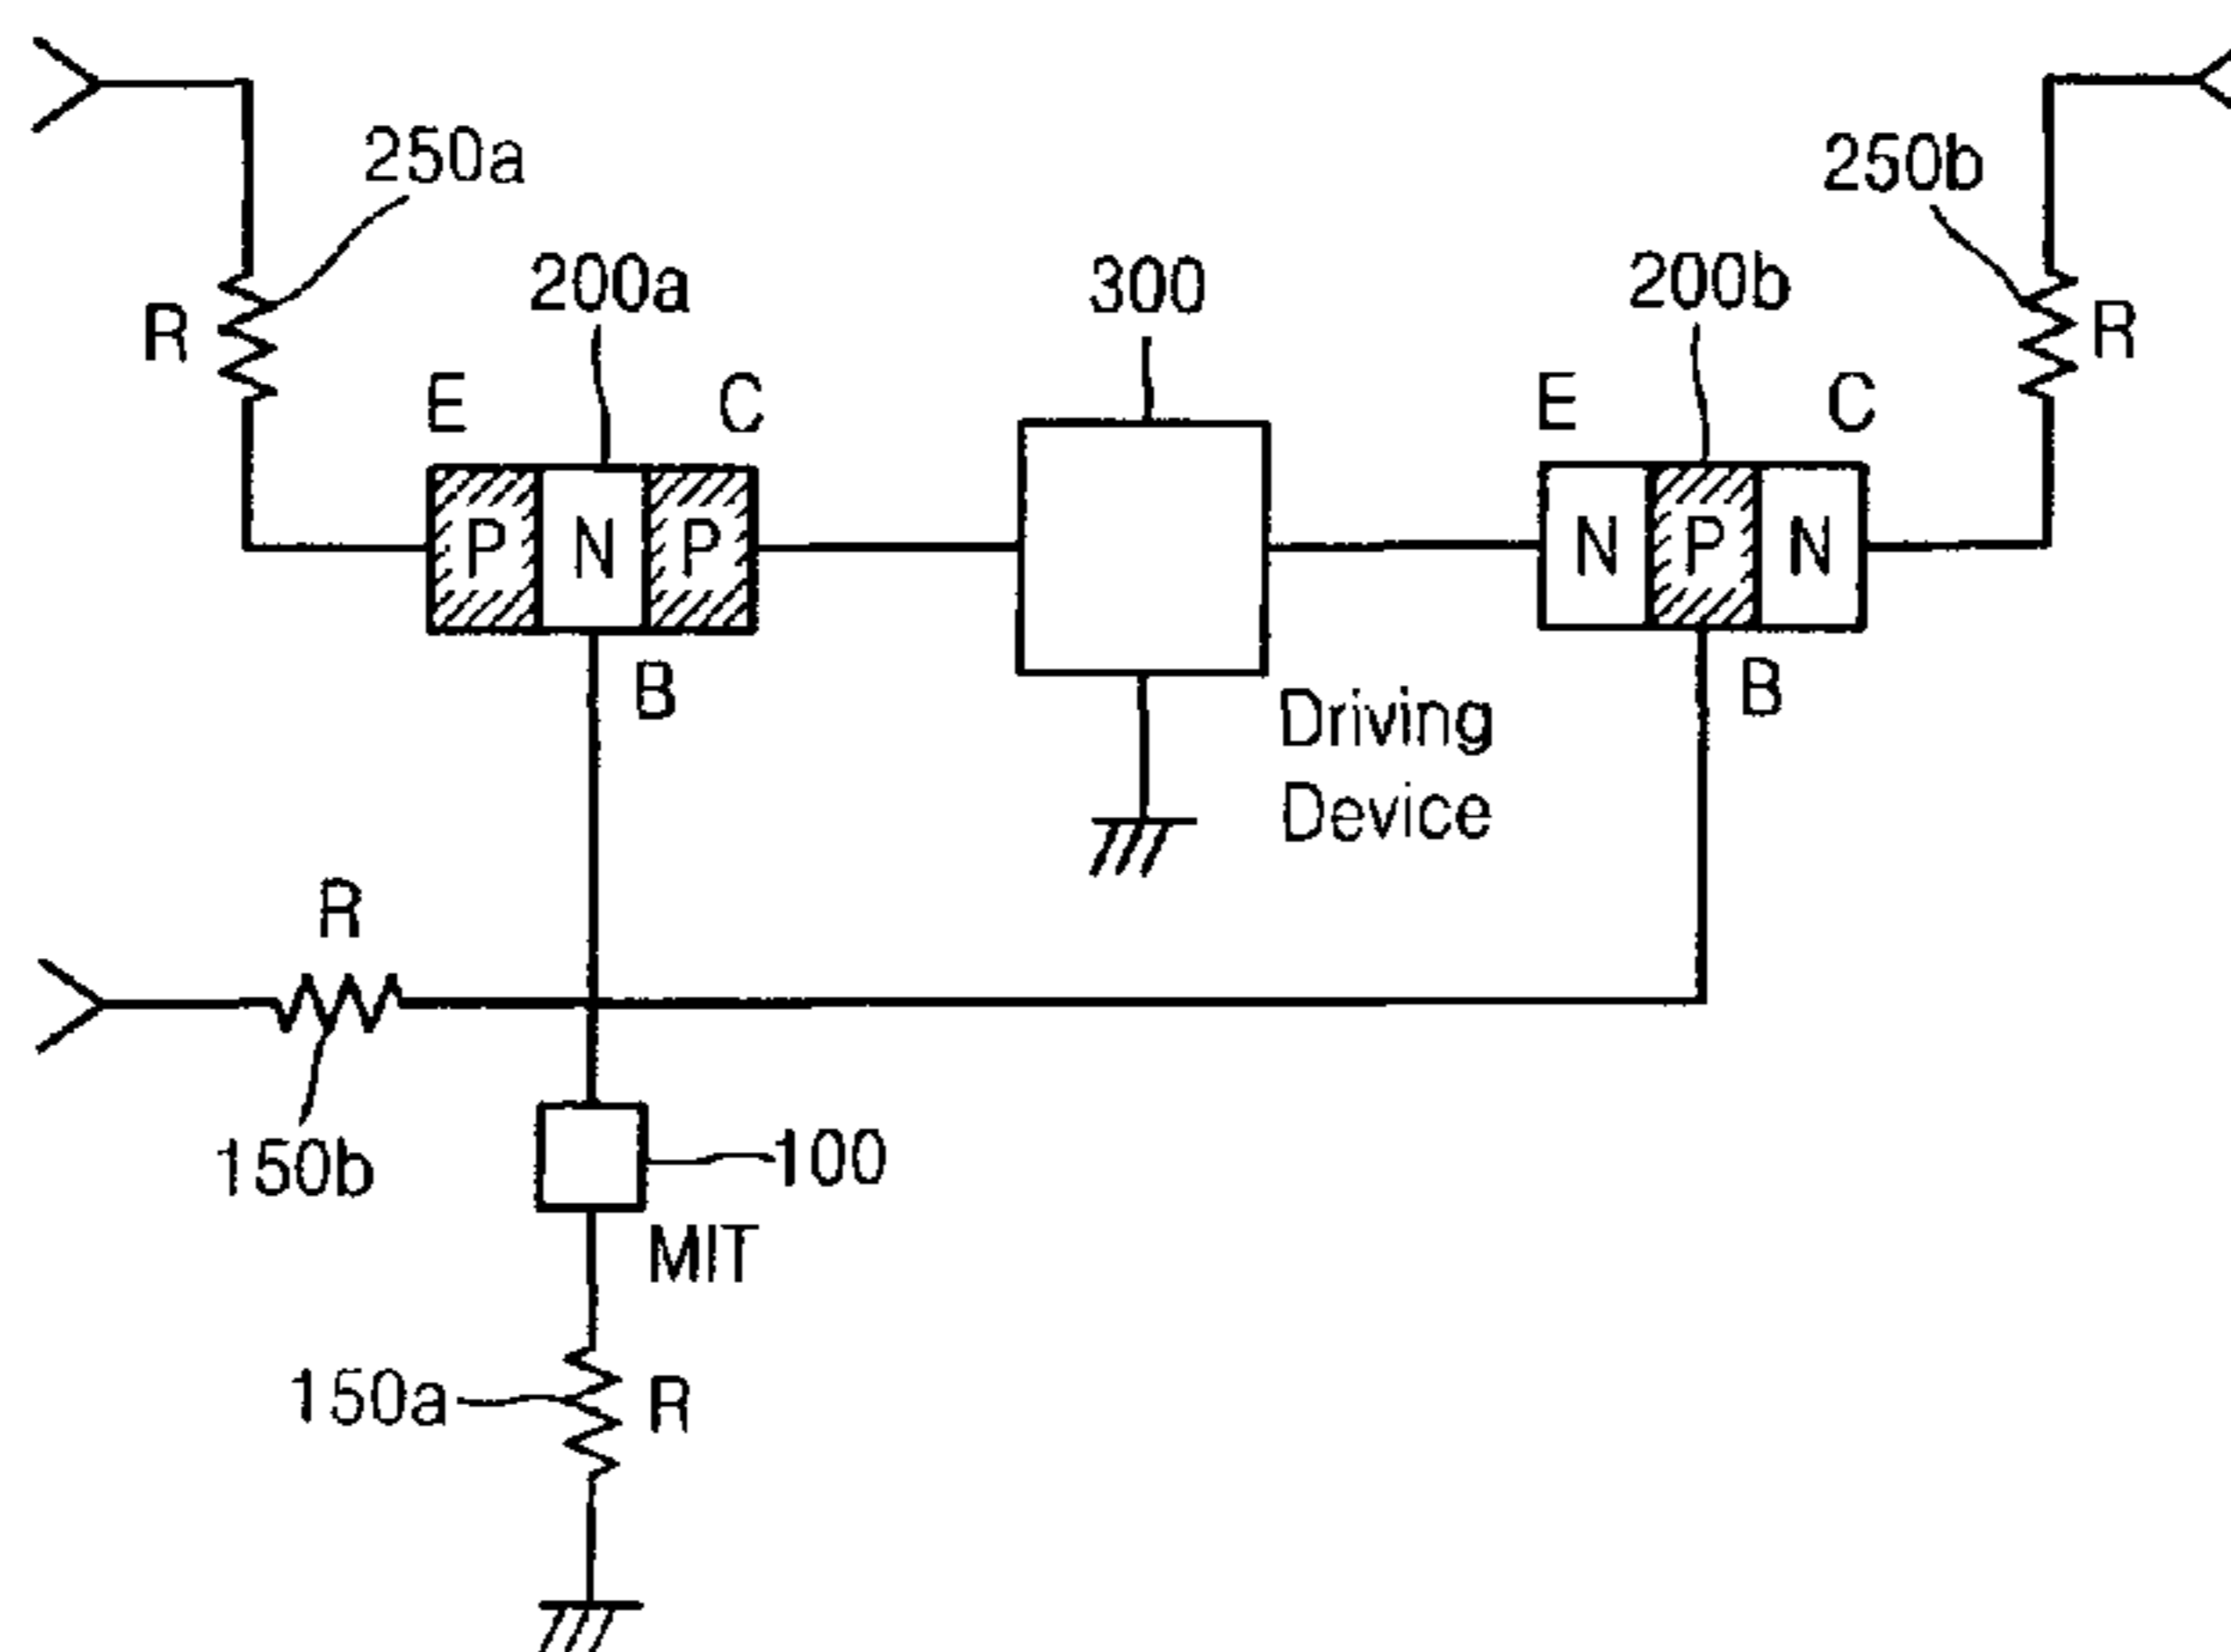 250a
250b
200a
300
200b
R
R
E
C
E
C
P N P
N P N
B
B
Driving
Device
R
150b
100
MIT
150a
R